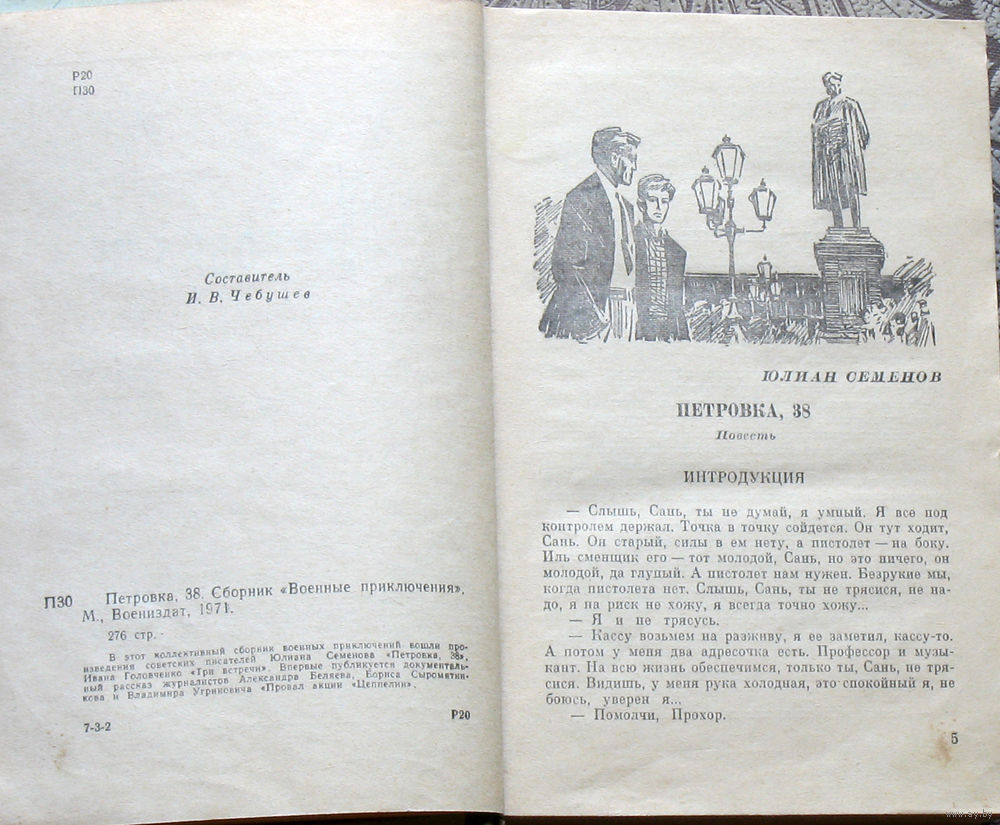 Р20
П30
Составитель
И. В. Чебушев
П30 Петровка, 38. Сборник «Военные приключения».
М., Воениздат, 1971.
276 стр.
В этот коллективный сборник военных приключений вошли про-
изведения советских писателей Юлиана Семенова «Петровка, 38»,
Ивана Головченко «Три встречи». Впервые публикуется документаль-
ный рассказ журналистов Александра Беляева, Бориса Сыромятни-
кова и Владимира Угриновича «Провал акции «Цеппелин».
7-3-2 Р20
ЮЛИАН СЕМЕНОВ
ПЕТРОВКА, 38
Повесть
ИНТРОДУКЦИЯ
— Слышь, Сань, ты не думай, я умный. Я все под
контролем держал. Точка в точку сойдется. Он тут ходит,
Сань. Он старый, силы в ем нету, а пистолет — на боку.
Иль сменщик его — тот молодой, Сань, но это ничего, он
молодой, да глупый. А пистолет нам нужен. Безрукие мы,
когда пистолета нет. Слышь, Сань, ты не трясися, не на-
до, я на риск не хожу, я всегда точно хожу...
— Я и не трясусь.
— Кассу возьмем на разживу, я ее заметил, кассу-то.
А потом у меня два адресочка есть. Профессор и музы-
кант. На всю жизнь обеспечимся, только ты, Сань, не тря-
сися. Видишь, у меня рука холодная, это спокойный я, не
боюсь, уверен я...
— Помолчи, Прохор.
5
www.ay.by